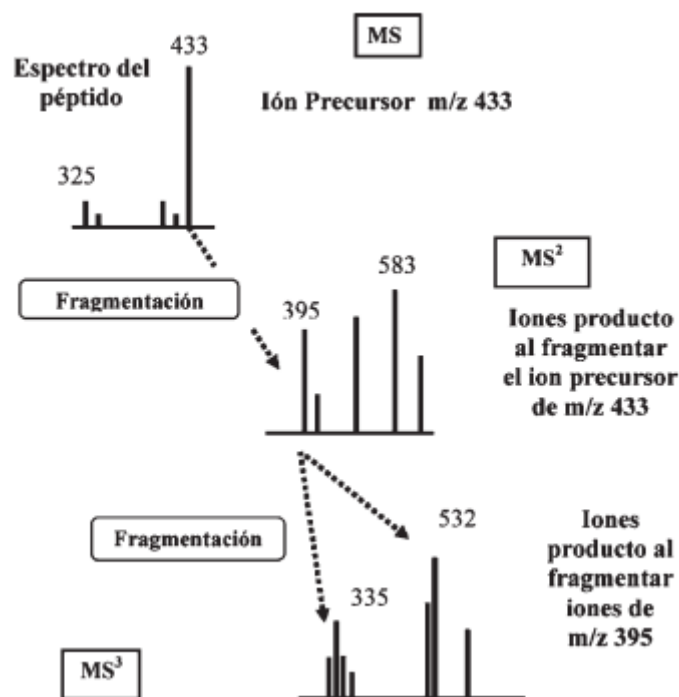 MS
433
Espectro del
péptido
Ión Precursor m/z 433
325
MS²
583
Fragmentación
395
Iones producto
al fragmentar
el ion precursor
de m/z 433
532
Iones
producto al
fragmentar
iones de
m/z 395
Fragmentación
335
MS³